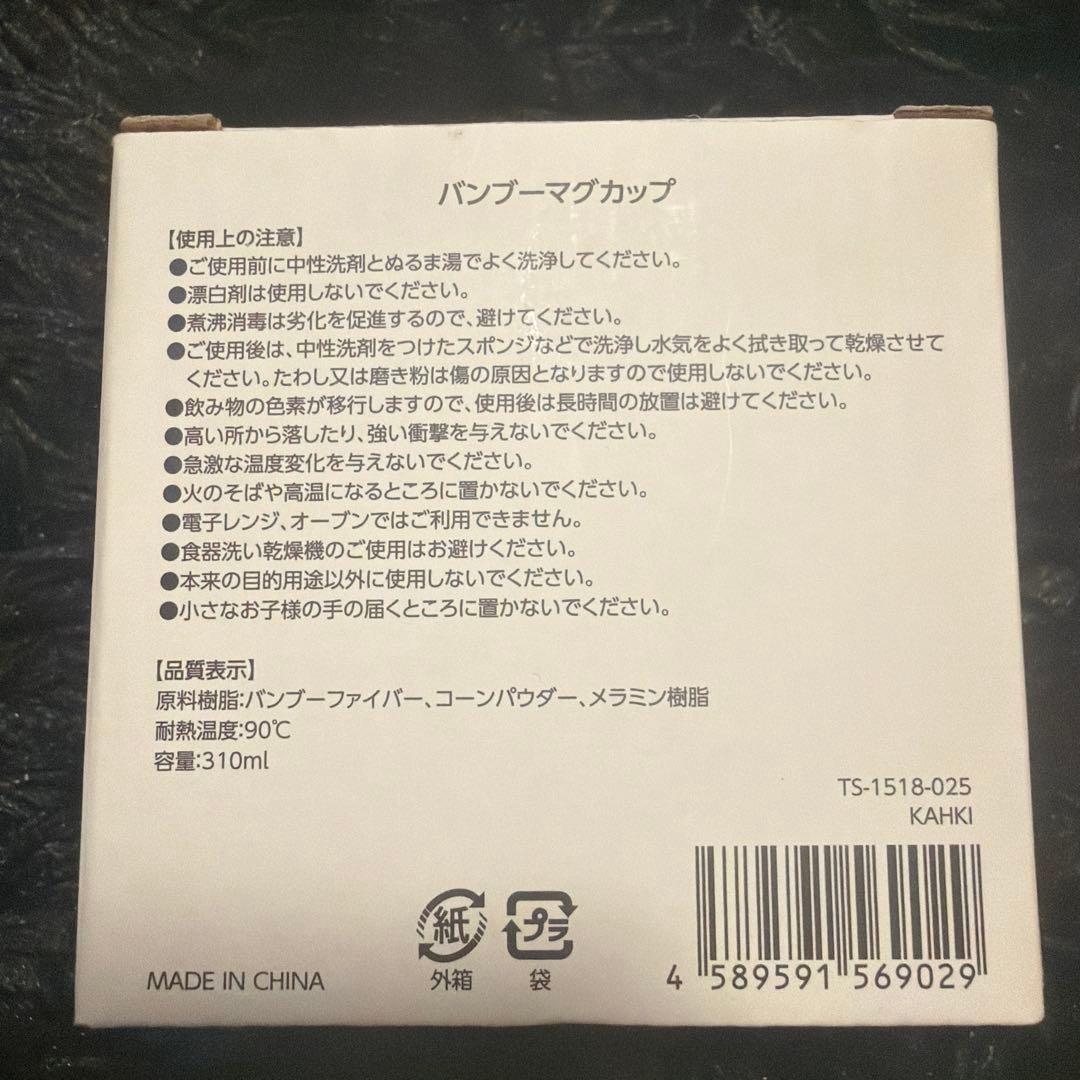 バンブーマグカップ
【使用上の注意】
●ご使用前に中性洗剤とぬるま湯でよく洗浄してください。
●漂白剤は使用しないでください。
●煮沸消毒は劣化を促進するので、避けてください。
●ご使用後は、中性洗剤をつけたスポンジなどで洗浄し水気をよく拭き取って乾燥させて
ください。たわし又は磨き粉は傷の原因となりますので使用しないでください。
●飲み物の色素が移行しますので、使用後は長時間の放置は避けてください。
●高い所から落したり、強い衝撃を与えないでください。
●急激な温度変化を与えないでください。
●火のそばや高温になるところに置かないでください。
●電子レンジ、オーブンではご利用できません。
●食器洗い乾燥機のご使用はお避けください。
●本来の目的用途以外に使用しないでください。
●小さなお子様の手の届くところに置かないでください。
【品質表示】
原料樹脂:バンブーファイバー、コーンパウダー、メラミン樹脂
耐熱温度:90℃
容量:310ml
TS-1518-025
KAHKI
紙 プラ
外箱 袋
MADE IN CHINA
4 589591 569029